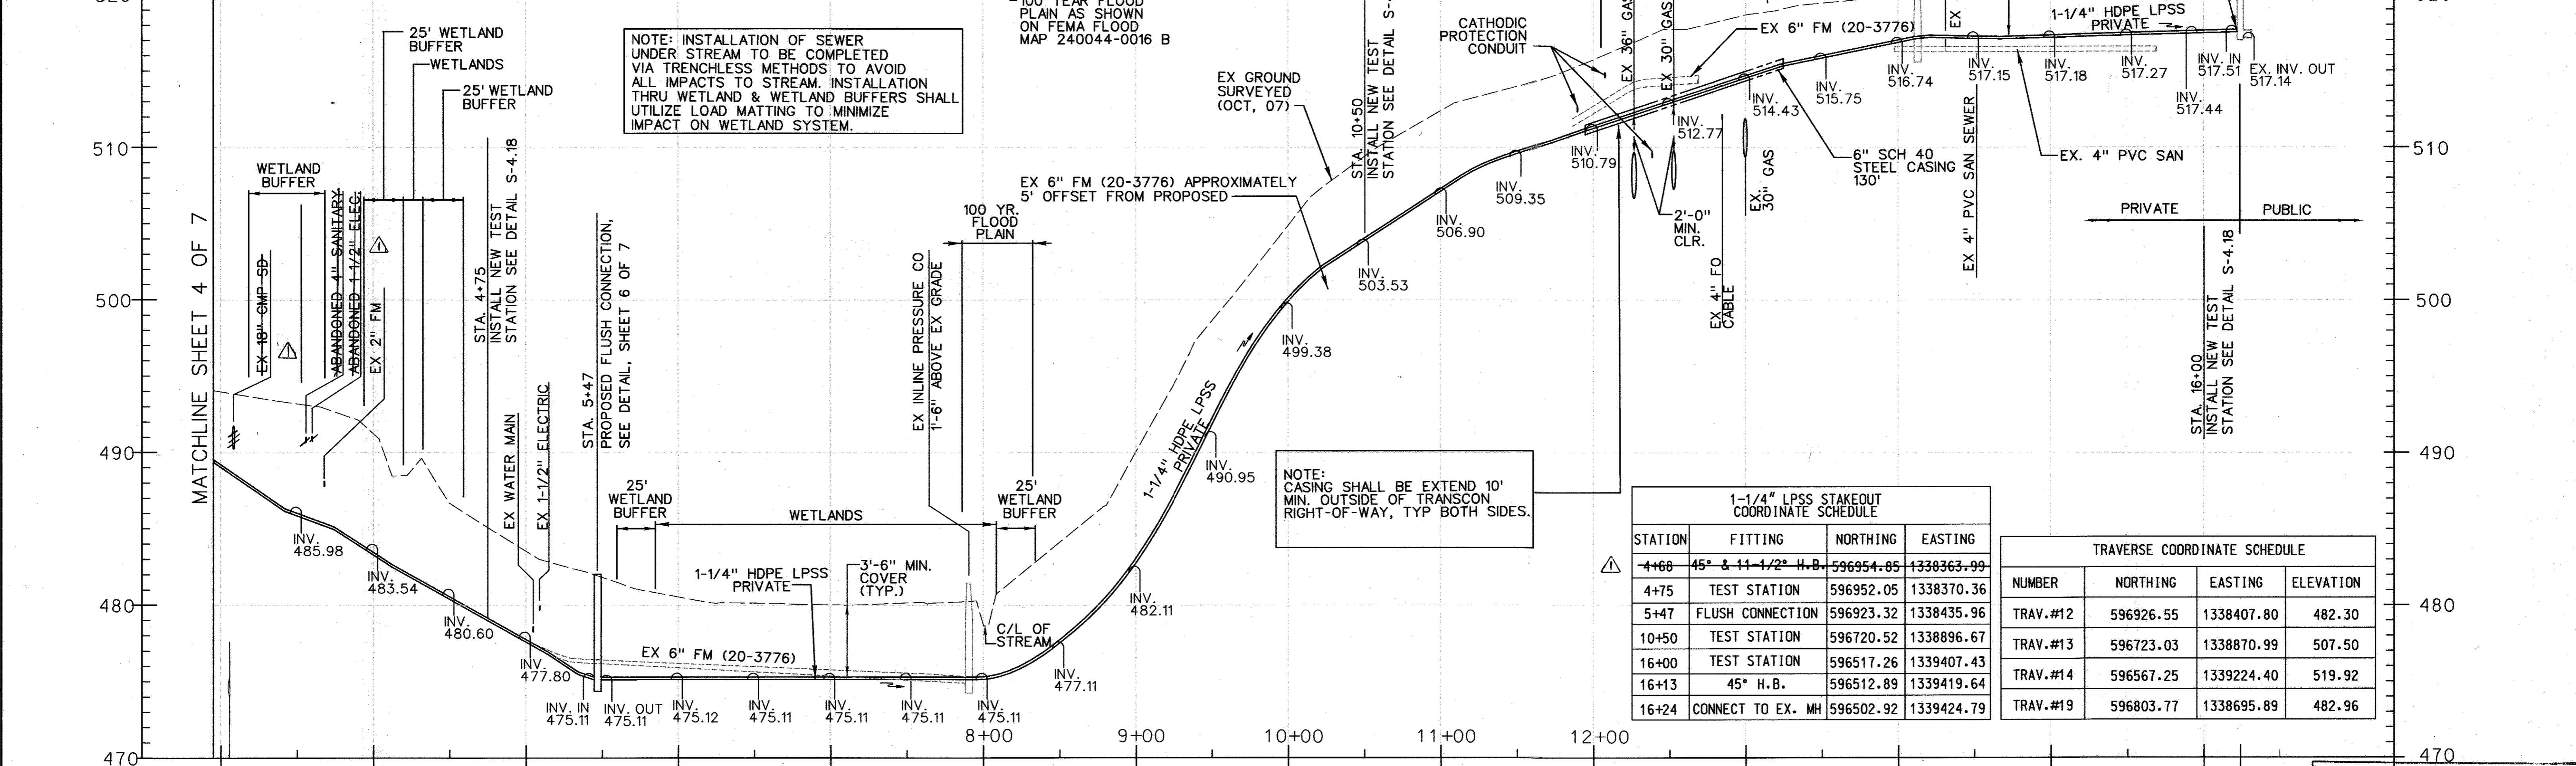 100 YEAR FLOOD
PLAIN AS SHOWN
ON FEMA FLOOD
MAP 240044-0016 B
25' WETLAND
BUFFER
WETLANDS
25' WETLAND
BUFFER
NOTE: INSTALLATION OF SEWER
UNDER STREAM TO BE COMPLETED
VIA TRENCHLESS METHODS TO AVOID
ALL IMPACTS TO STREAM. INSTALLATION
THRU WETLAND & WETLAND BUFFERS SHALL
UTILIZE LOAD MATTING TO MINIMIZE
IMPACT ON WETLAND SYSTEM.
EX GROUND
SURVEYED
(OCT, 07)
CATHODIC
PROTECTION
CONDUIT
EX 36" GAS
EX 30" GAS
EX 6" FM (20-3776)
EX
1-1/4" HDPE LPSS
PRIVATE
510
500
490
480
470
MATCHLINE SHEET 4 OF 7
WETLAND
BUFFER
EX 18" CMP SD
ABANDONED 4" SANITARY
ABANDONED 1 1/2" ELEC.
EX 2" FM
STA. 4+75
INSTALL NEW TEST
STATION SEE DETAIL S-4.18
EX WATER MAIN
EX 1-1/2" ELECTRIC
STA. 5+47
PROPOSED FLUSH CONNECTION,
SEE DETAIL, SHEET 6 OF 7
25'
WETLAND
BUFFER
WETLANDS
25'
WETLAND
BUFFER
1-1/4" HDPE LPSS
PRIVATE
3'-6" MIN.
COVER
(TYP.)
C/L OF
STREAM
EX 6" FM (20-3776)
EX INLINE PRESSURE CO
1'-6" ABOVE EX GRADE
100 YR.
FLOOD
PLAIN
EX 6" FM (20-3776) APPROXIMATELY
5' OFFSET FROM PROPOSED
STA. 10+50
INSTALL NEW TEST
STATION SEE DETAIL S-4
1-1/4" HDPE LPSS
PRIVATE
INV.
485.98
INV.
483.54
INV.
480.60
INV.
477.80
INV. IN
475.11
INV. OUT
475.11
INV.
475.12
INV.
475.11
INV.
475.11
INV.
475.11
INV.
475.11
INV.
477.11
INV.
482.11
INV.
490.95
INV.
499.38
INV.
503.53
INV.
506.90
INV.
509.35
INV.
510.79
INV.
512.77
INV.
514.43
INV.
515.75
INV.
516.74
INV.
517.15
INV.
517.18
INV.
517.27
INV.
517.44
INV. IN
517.51
EX. INV. OUT
517.14
2'-0"
MIN.
CLR.
EX 4" FO
CABLE
EX.
30" GAS
6" SCH 40
STEEL CASING
130'
EX 4" PVC SAN SEWER
EX. 4" PVC SAN
PRIVATE
PUBLIC
STA. 16+00
INSTALL NEW TEST
STATION SEE DETAIL S-4.18
510
500
490
480
470
NOTE:
CASING SHALL BE EXTEND 10'
MIN. OUTSIDE OF TRANSCON
RIGHT-OF-WAY, TYP BOTH SIDES.
1-1/4" LPSS STAKEOUT
COORDINATE SCHEDULE
STATION FITTING NORTHING EASTING
4+68 45° & 11-1/2° H.B. 596954.85 1338363.99
4+75 TEST STATION 596952.05 1338370.36
5+47 FLUSH CONNECTION 596923.32 1338435.96
10+50 TEST STATION 596720.52 1338896.67
16+00 TEST STATION 596517.26 1339407.43
16+13 45° H.B. 596512.89 1339419.64
16+24 CONNECT TO EX. MH 596502.92 1339424.79
TRAVERSE COORDINATE SCHEDULE
NUMBER NORTHING EASTING ELEVATION
TRAV.#12 596926.55 1338407.80 482.30
TRAV.#13 596723.03 1338870.99 507.50
TRAV.#14 596567.25 1339224.40 519.92
TRAV.#19 596803.77 1338695.89 482.96
8+00
9+00
10+00
11+00
12+00